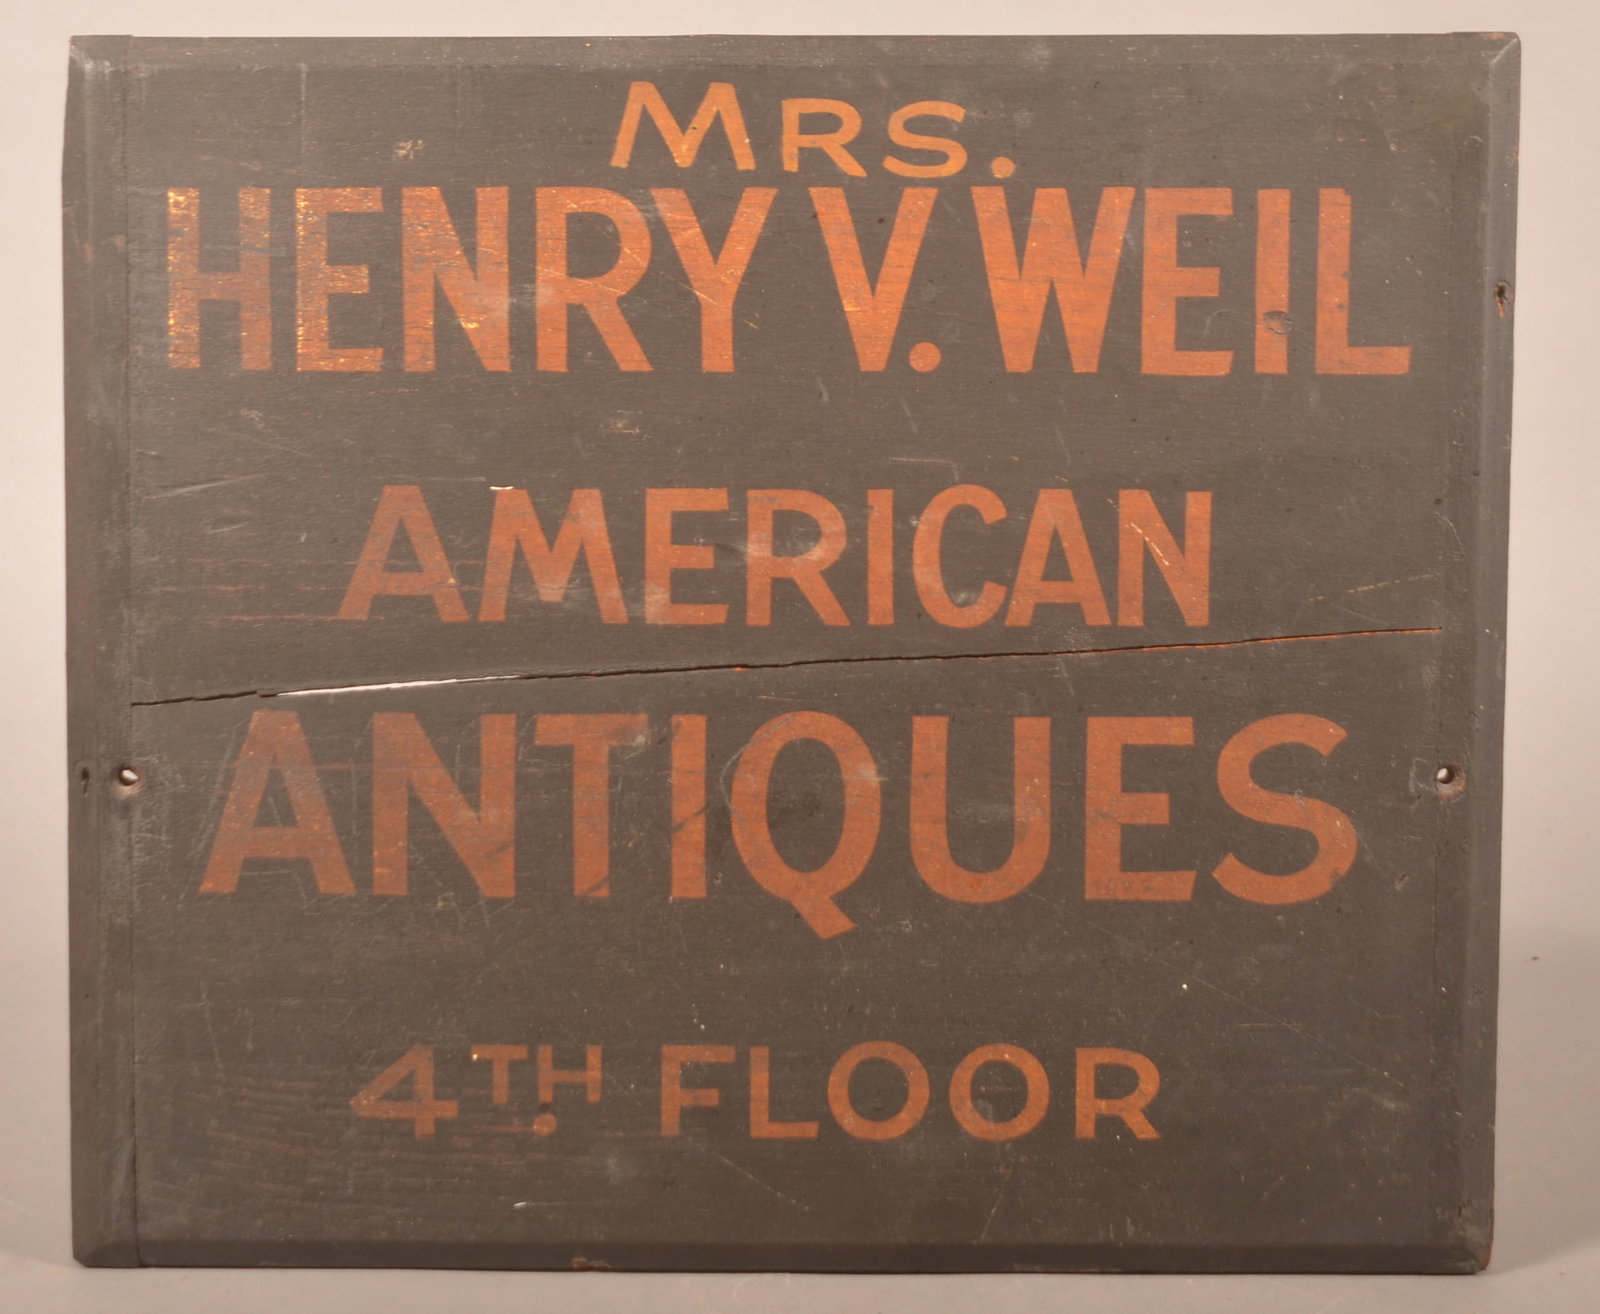 MRS.
HENRY V. WEIL
AMERICAN
ANTIQUES
4TH FLOOR